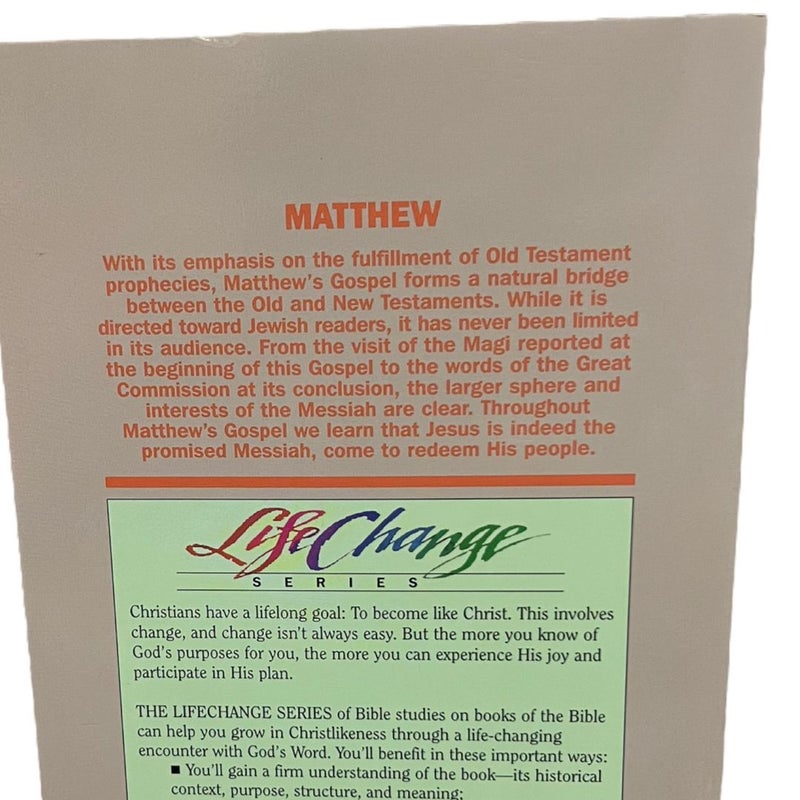 MATTHEW
With its emphasis on the fulfillment of Old Testament
prophecies, Matthew's Gospel forms a natural bridge
between the Old and New Testaments. While it is
directed toward Jewish readers, it has never been limited
in its audience. From the visit of the Magi reported at
the beginning of this Gospel to the words of the Great
Commission at its conclusion, the larger sphere and
interests of the Messiah are clear. Throughout
Matthew's Gospel we learn that Jesus is indeed the
promised Messiah, come to redeem His people.
LifeChange
SERIES
Christians have a lifelong goal: To become like Christ. This involves
change, and change isn't always easy. But the more you know of
God's purposes for you, the more you can experience His joy and
participate in His plan.
THE LIFECHANGE SERIES of Bible studies on books of the Bible
can help you grow in Christlikeness through a life-changing
encounter with God's Word. You'll benefit in these important ways:
■ You'll gain a firm understanding of the book—its historical
context, purpose, structure, and meaning;